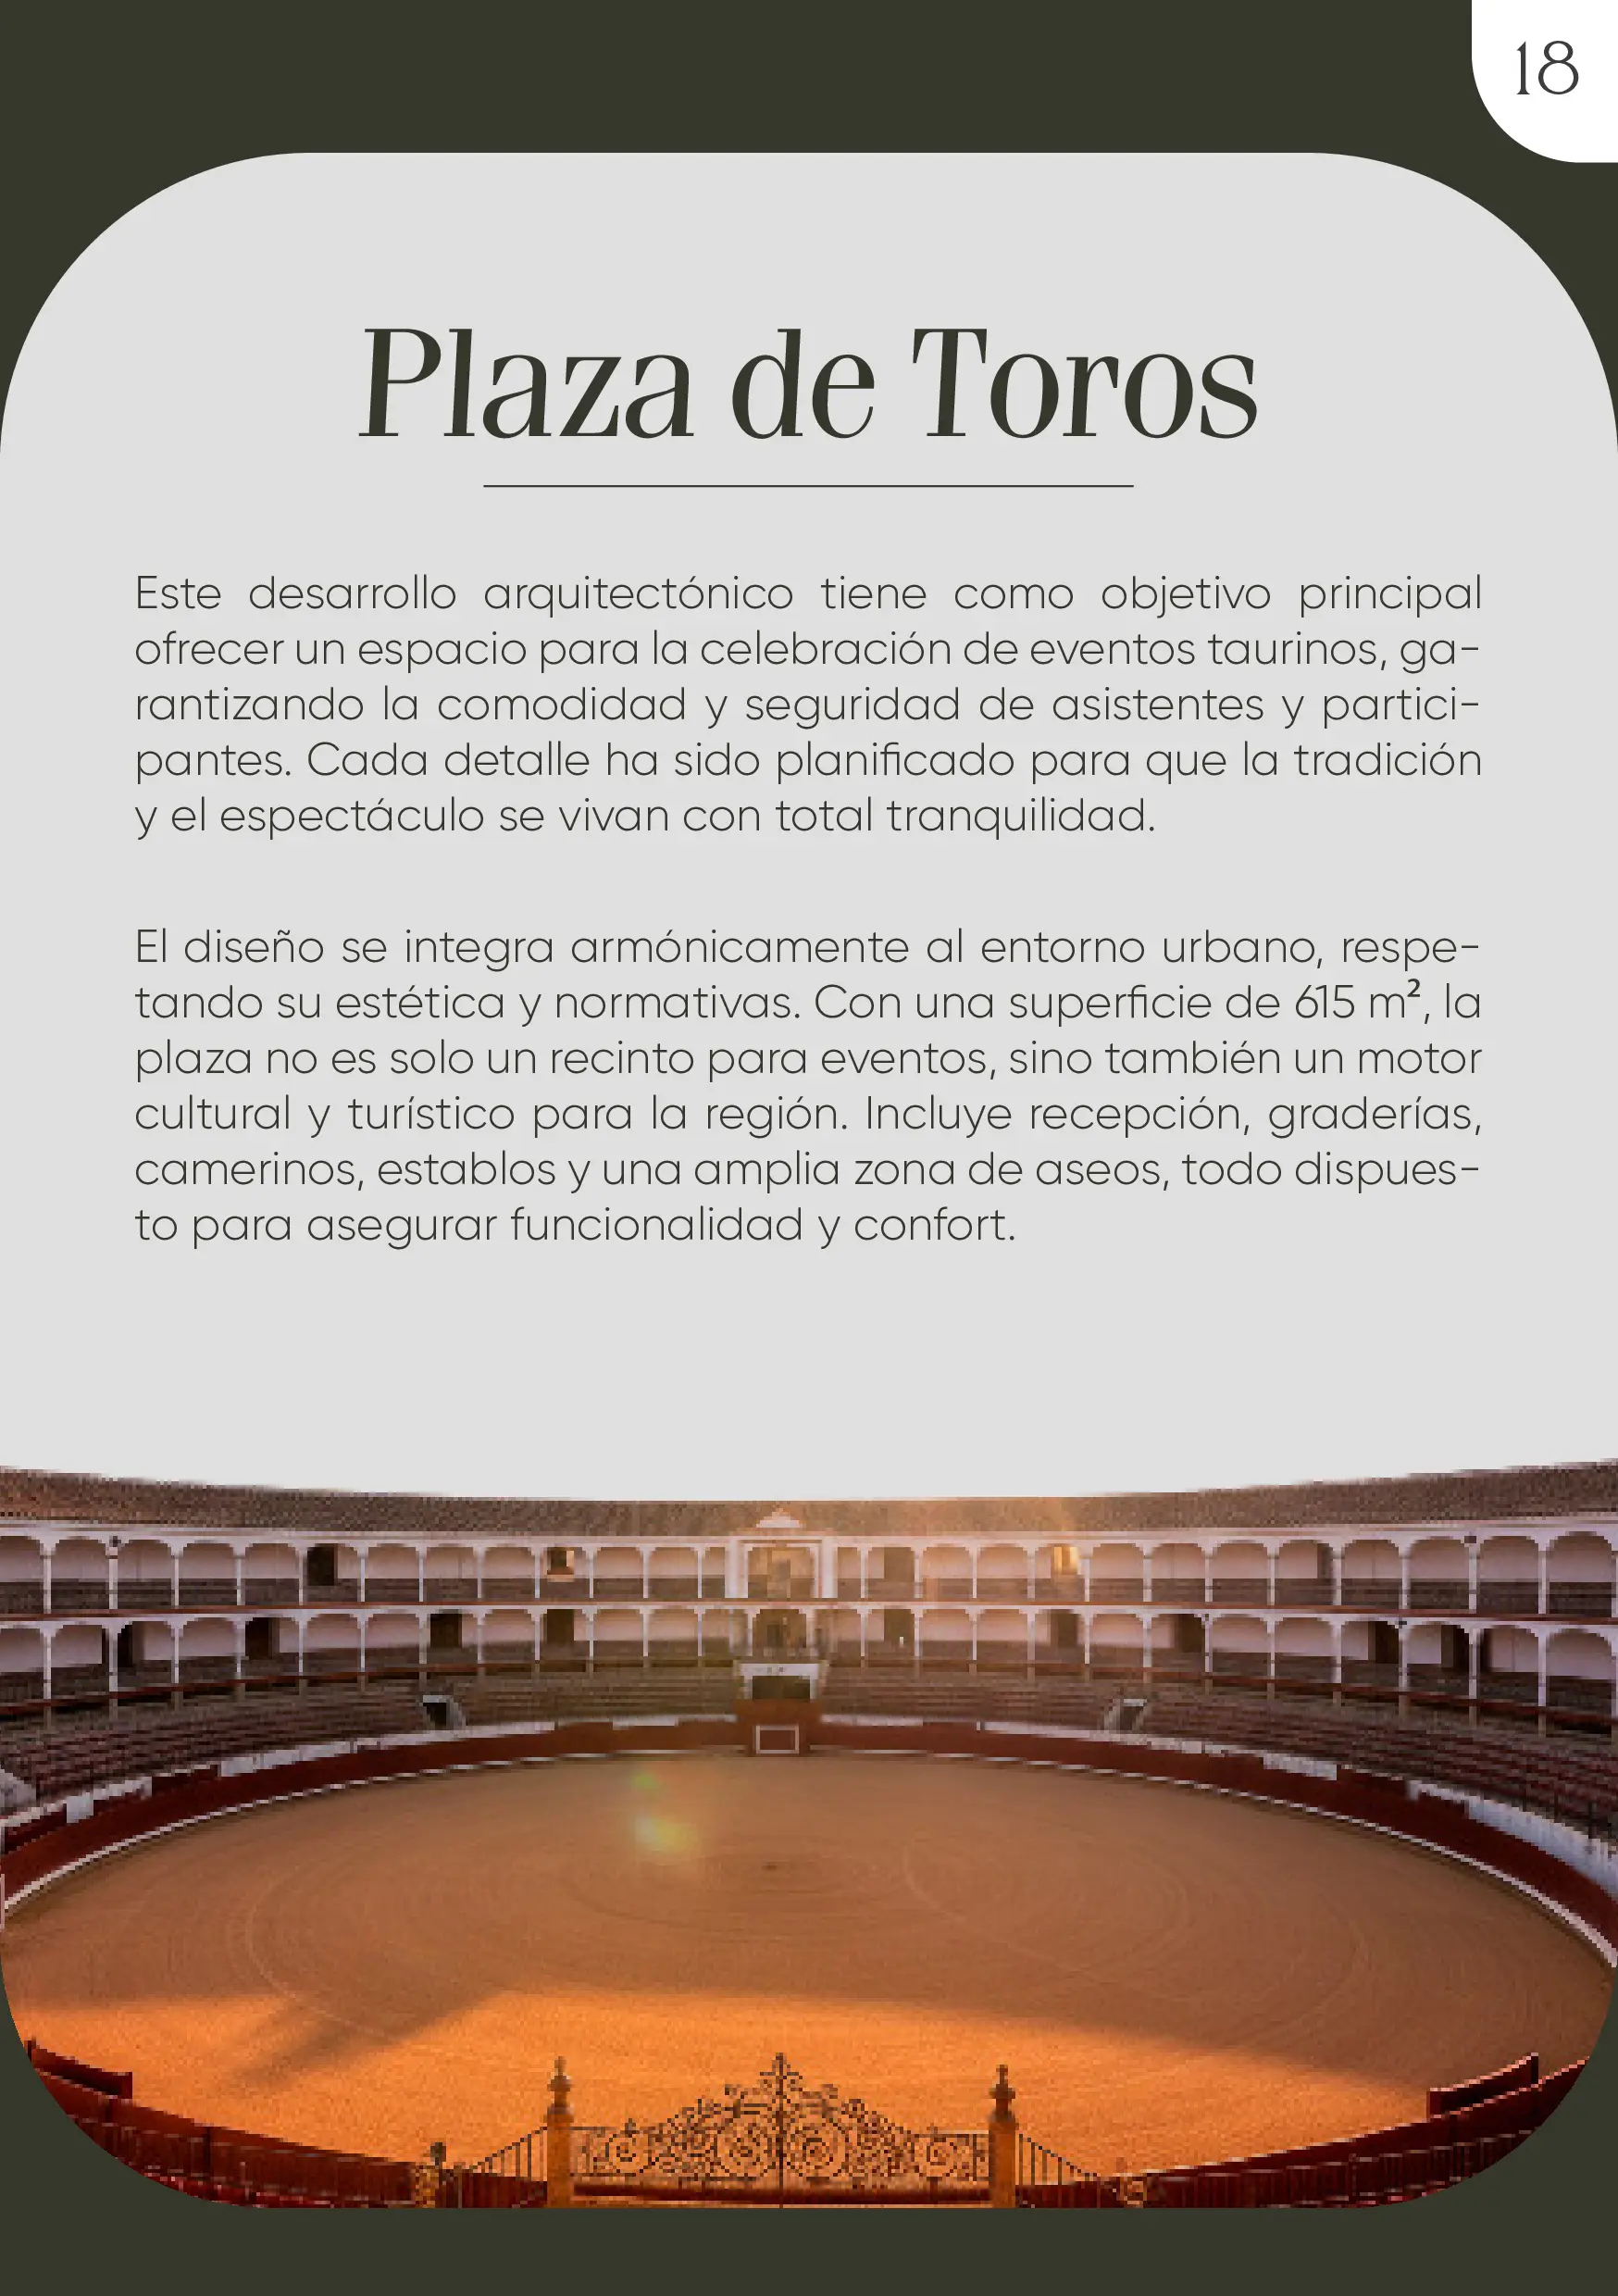 18
Plaza de Toros
Este desarrollo arquitectónico tiene como objetivo principal
ofrecer un espacio para la celebración de eventos taurinos, ga-
rantizando la comodidad y seguridad de asistentes y partici-
pantes. Cada detalle ha sido planificado para que la tradición
y el espectáculo se vivan con total tranquilidad.
El diseño se integra armónicamente al entorno urbano, respe-
tando su estética y normativas. Con una superficie de 615 m², la
plaza no es solo un recinto para eventos, sino también un motor
cultural y turístico para la región. Incluye recepción, graderías,
camerinos, establos y una amplia zona de aseos, todo dispues-
to para asegurar funcionalidad y confort.